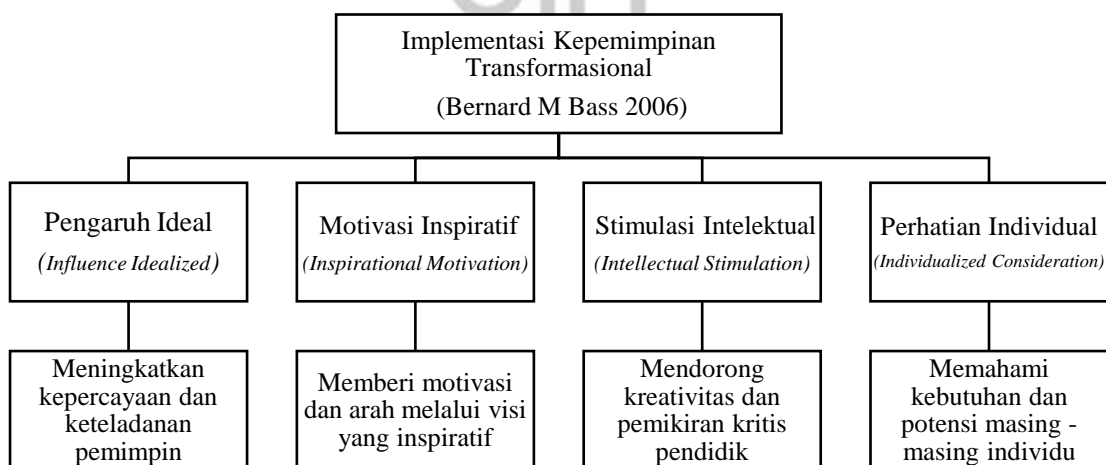 Implementasi Kepemimpinan
Transformasional
(Bernard M Bass 2006)
Pengaruh Ideal
(Influence Idealized)
Motivasi Inspiratif
(Inspirational Motivation)
Stimulasi Intelektual
(Intellectual Stimulation)
Perhatian Individual
(Individualized Consideration)
Meningkatkan
kepercayaan dan
keteladanan
pemimpin
Memberi motivasi
dan arah melalui visi
yang inspiratif
Mendorong
kreativitas dan
pemikiran kritis
pendidik
Memahami
kebutuhan dan
potensi masing -
masing individu